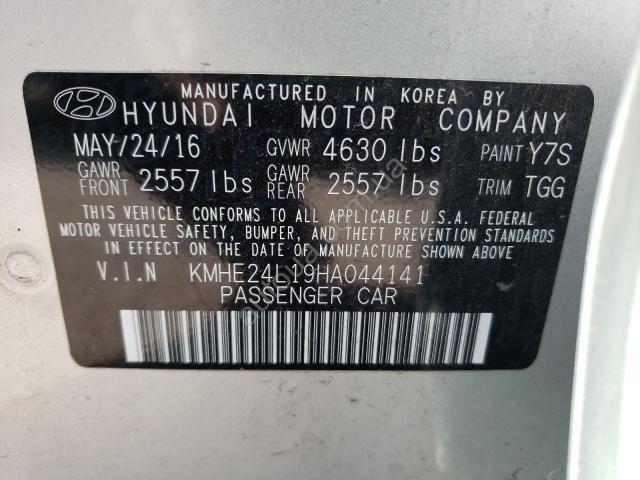 MANUFACTURED IN KOREA BY
HYUNDAI MOTOR COMPANY
MAY/24/16 GVWR 4630 lbs PAINT Y7S
GAWR FRONT 2557 lbs GAWR REAR 2557 lbs TRIM TGG
THIS VEHICLE CONFORMS TO ALL APPLICABLE U.S.A. FEDERAL
MOTOR VEHICLE SAFETY, BUMPER, AND THEFT PREVENTION STANDARDS
IN EFFECT ON THE DATE OF MANUFACTURE SHOWN ABOVE.
V.I.N KMHE24L19HA044141
PASSENGER CAR